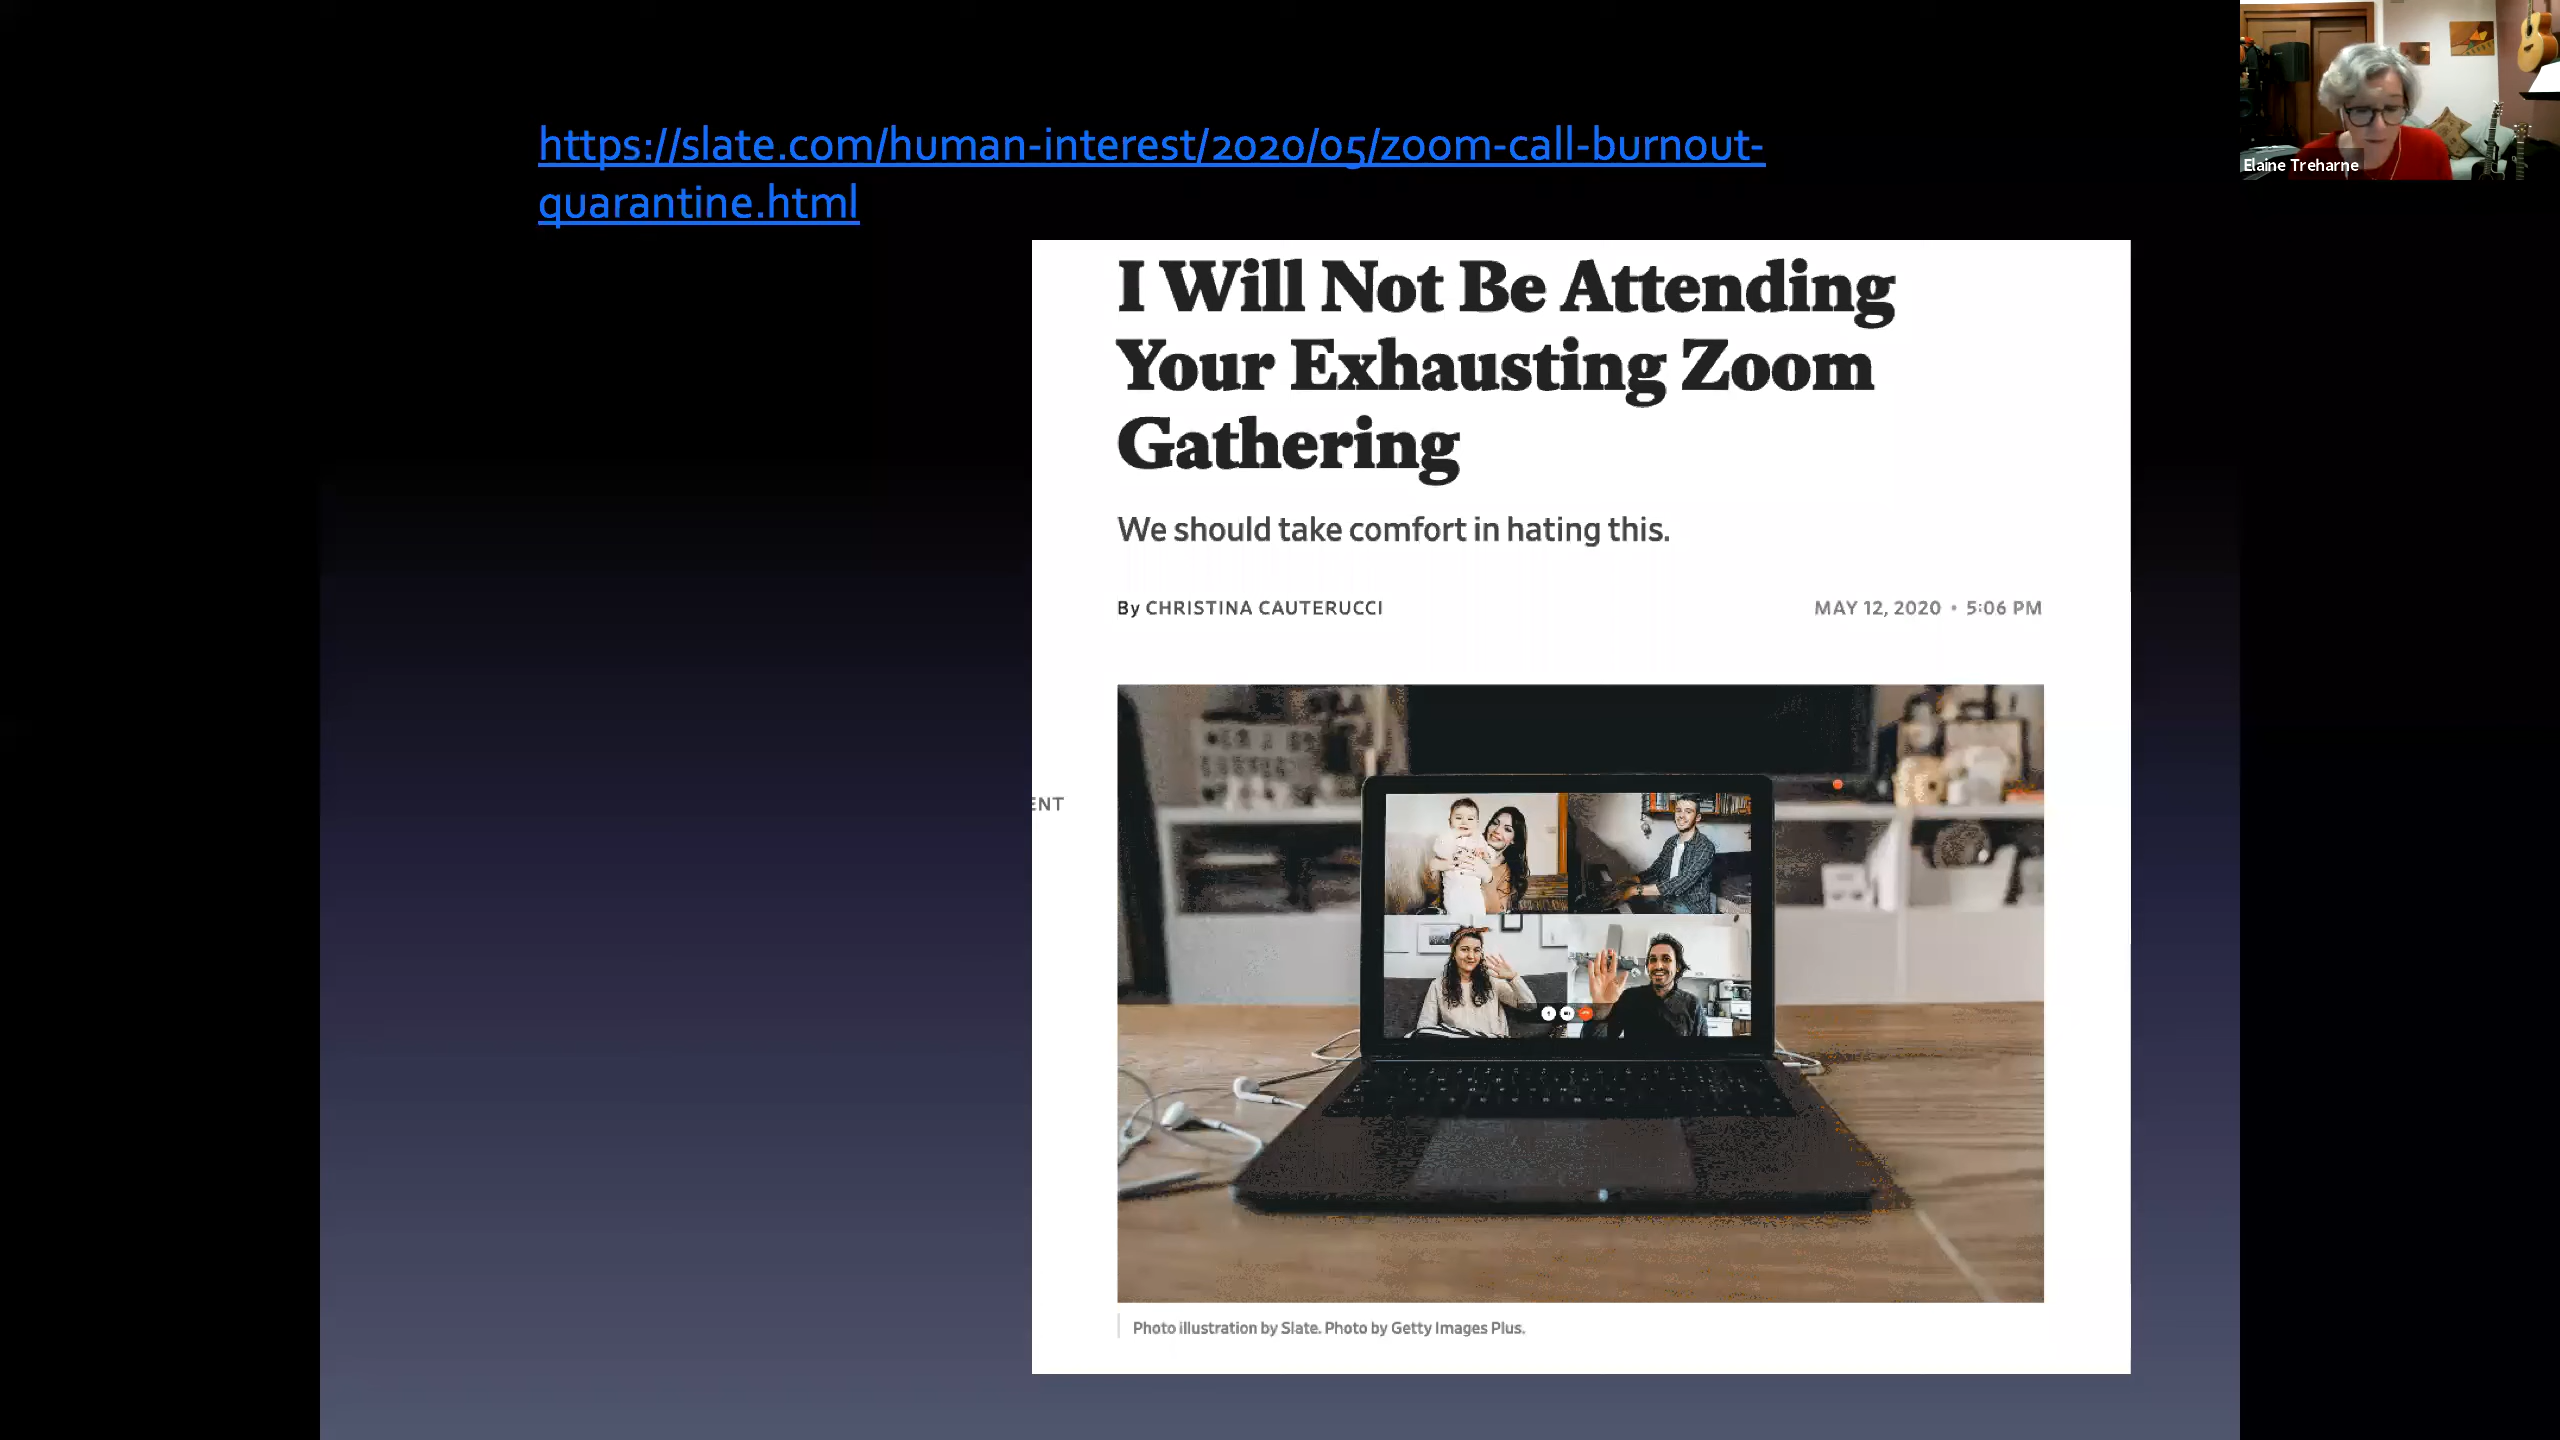 https://slate.com/human-interest/2020/05/zoom-call-burnout-
quarantine.html
Elaine Treharne
I Will Not Be Attending
Your Exhausting Zoom
Gathering
We should take comfort in hating this.
By CHRISTINA CAUTERUCCI
MAY 12, 2020 • 5:06 PM
ENT
Photo illustration by Slate. Photo by Getty Images Plus.